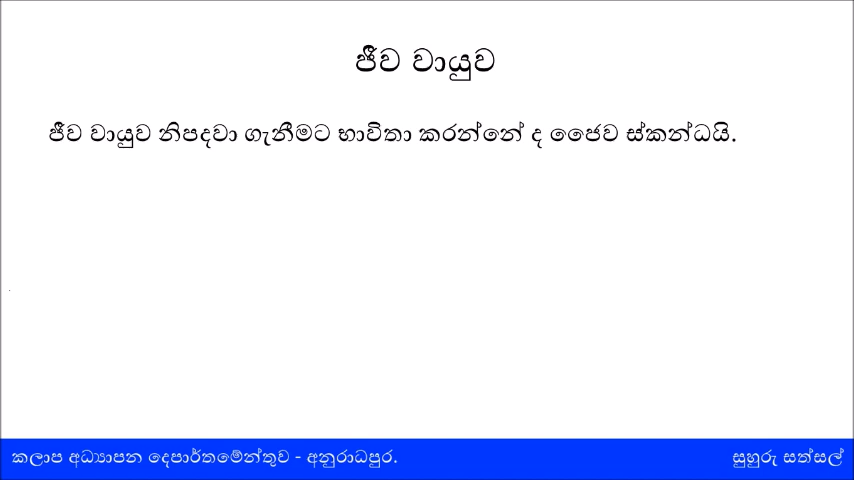 ජීව වායුව
ජීව වායුව නිපදවා ගැනීමට භාවිතා කරන්නේ ද ජෛව ස්කන්ධයි.
කලාප අධ්‍යාපන දෙපාර්තමේන්තුව - අනුරාධපුර.
සුහුරු සත්සල්